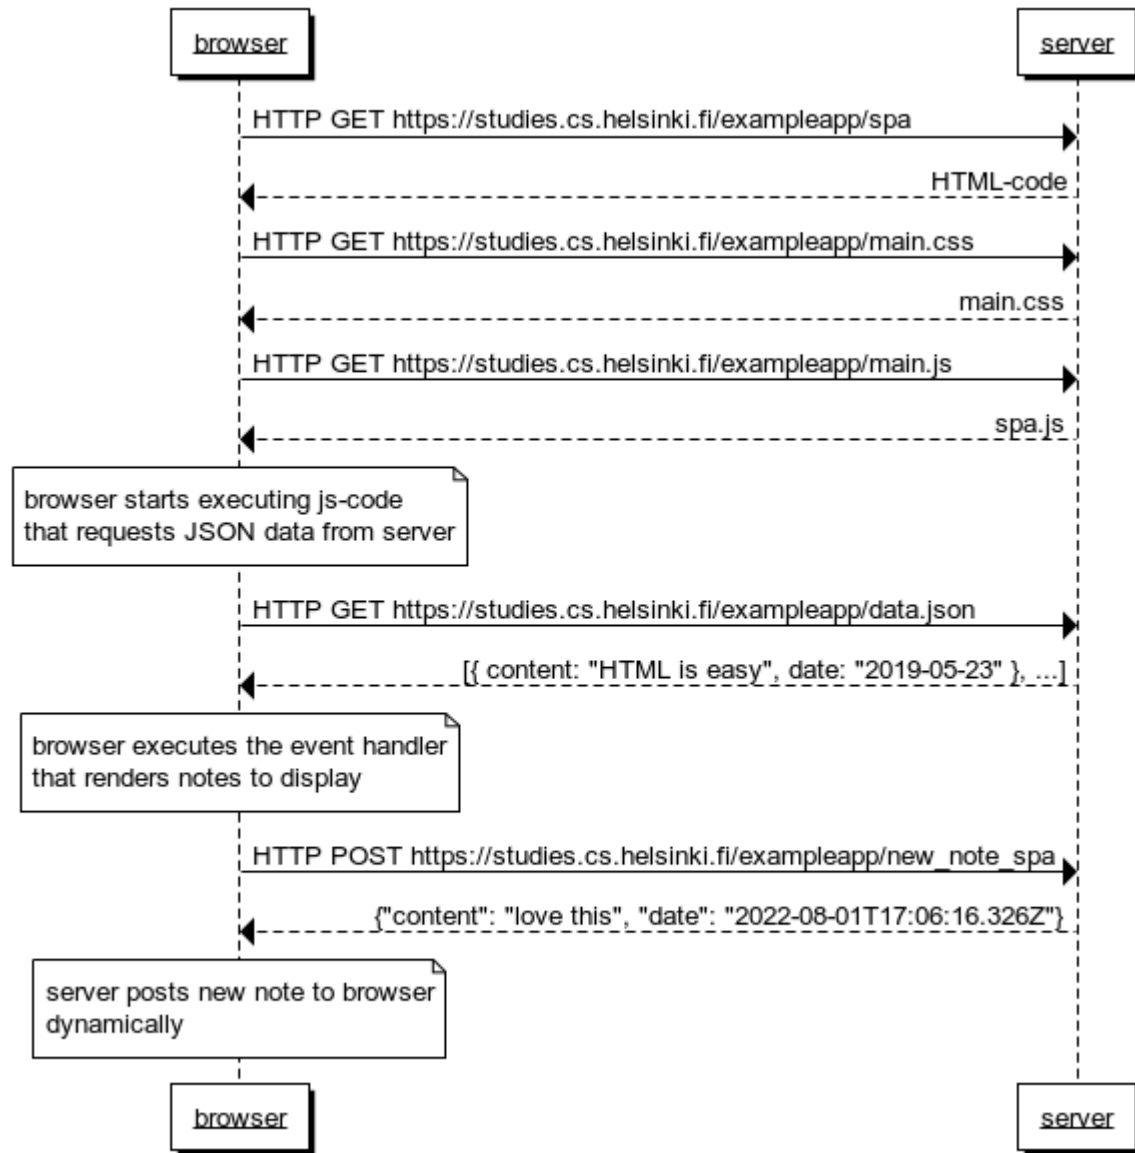 browser
server
HTTP GET https://studies.cs.helsinki.fi/exampleapp/spa
HTML-code
HTTP GET https://studies.cs.helsinki.fi/exampleapp/main.css
main.css
HTTP GET https://studies.cs.helsinki.fi/exampleapp/main.js
spa.js
browser starts executing js-code
that requests JSON data from server
HTTP GET https://studies.cs.helsinki.fi/exampleapp/data.json
[{ content: "HTML is easy", date: "2019-05-23" }, ...]
browser executes the event handler
that renders notes to display
HTTP POST https://studies.cs.helsinki.fi/exampleapp/new_note_spa
{"content": "love this", "date": "2022-08-01T17:06:16.326Z"}
server posts new note to browser
dynamically
browser
server